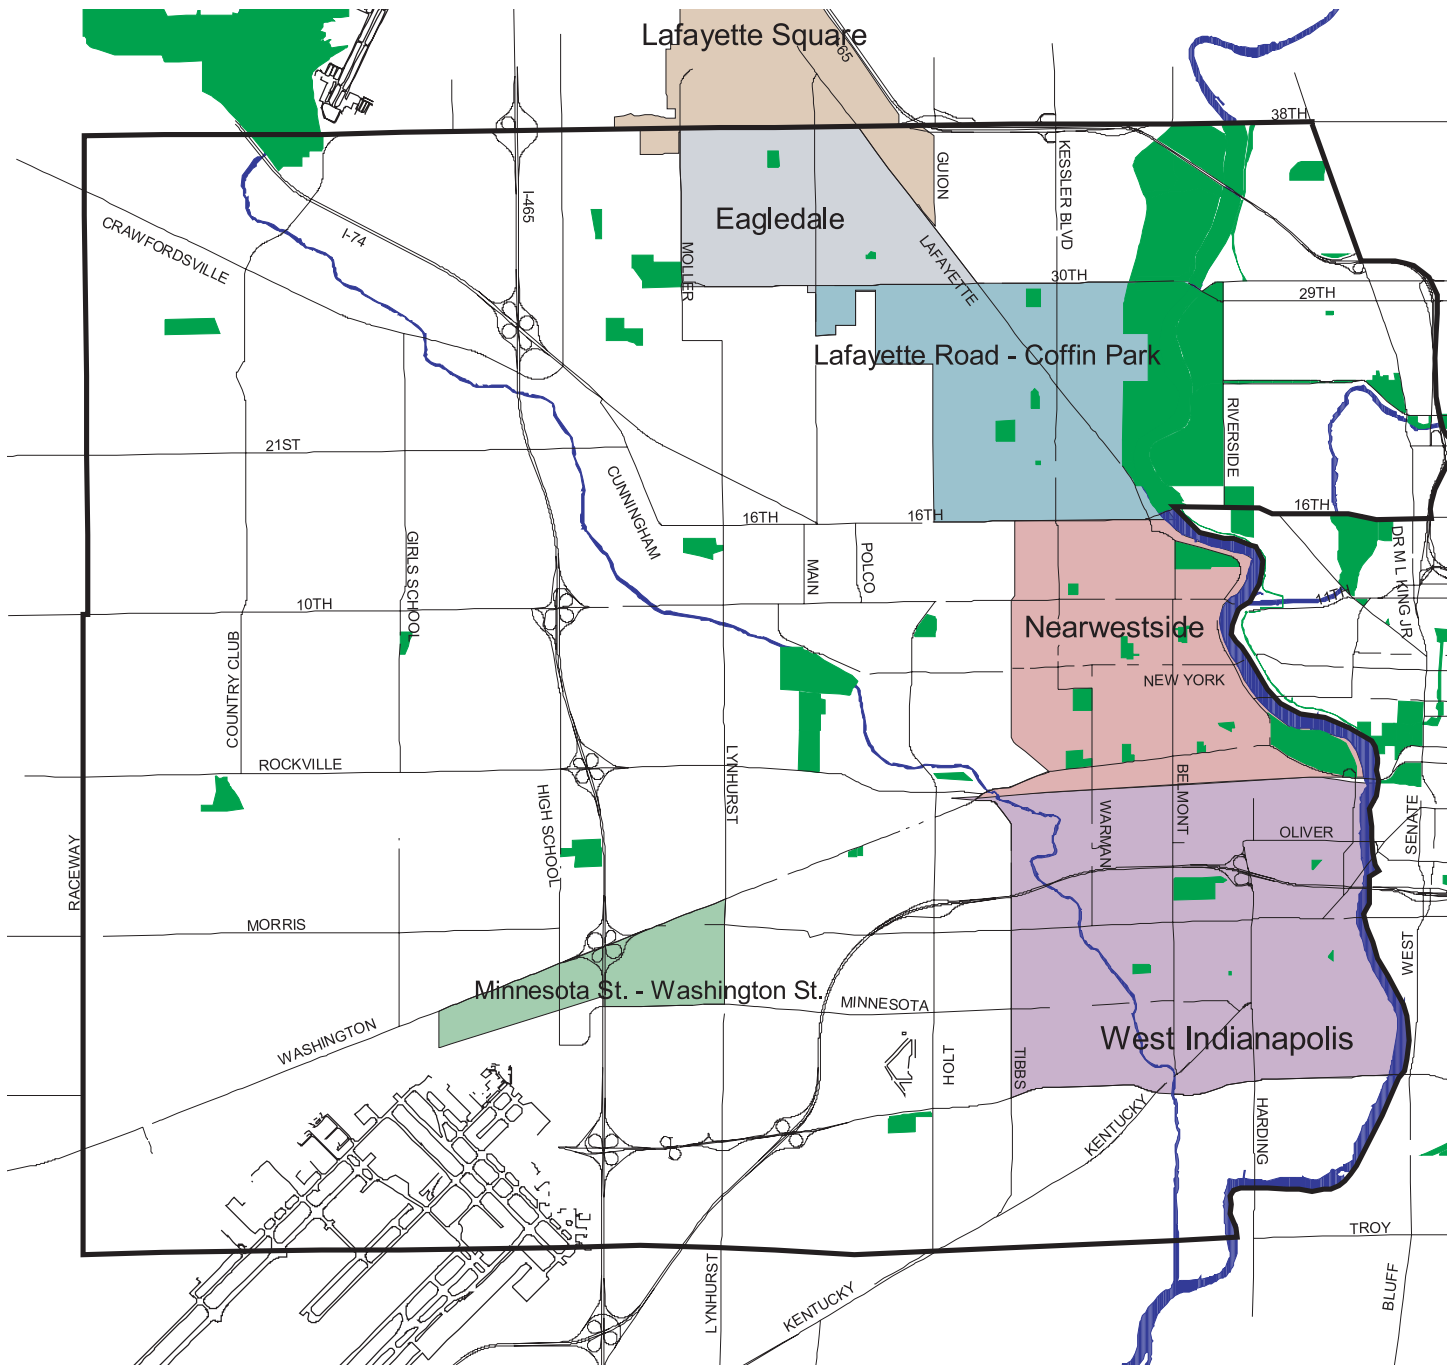 Lafayette Square
65
38TH
GUION
KESSLER BLVD
I-465
CRAWFORDSVILLE
I-74
Eagledale
MOLLER
LAFAYETTE
30TH
29TH
Lafayette Road - Coffin Park
RIVERSIDE
21ST
CUNNINGHAM
16TH
16TH
16TH
GIRLS SCHOOL
MAIN
POLCO
DR M L KING JR
10TH
11TH
Nearwestside
COUNTRY CLUB
NEW YORK
ROCKVILLE
LYNHURST
BELMONT
HIGH SCHOOL
WARMAN
OLIVER
SENATE
RACEWAY
MORRIS
WEST
Minnesota St. - Washington St.
MINNESOTA
WASHINGTON
West Indianapolis
HOLT
TIBBS
KENTUCKY
HARDING
TROY
LYNHURST
KENTUCKY
BLUFF